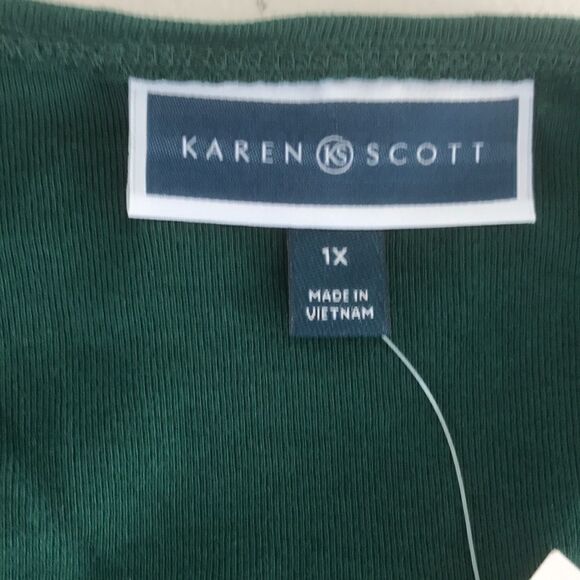 KAREN KS SCOTT
1X
MADE IN
VIETNAM